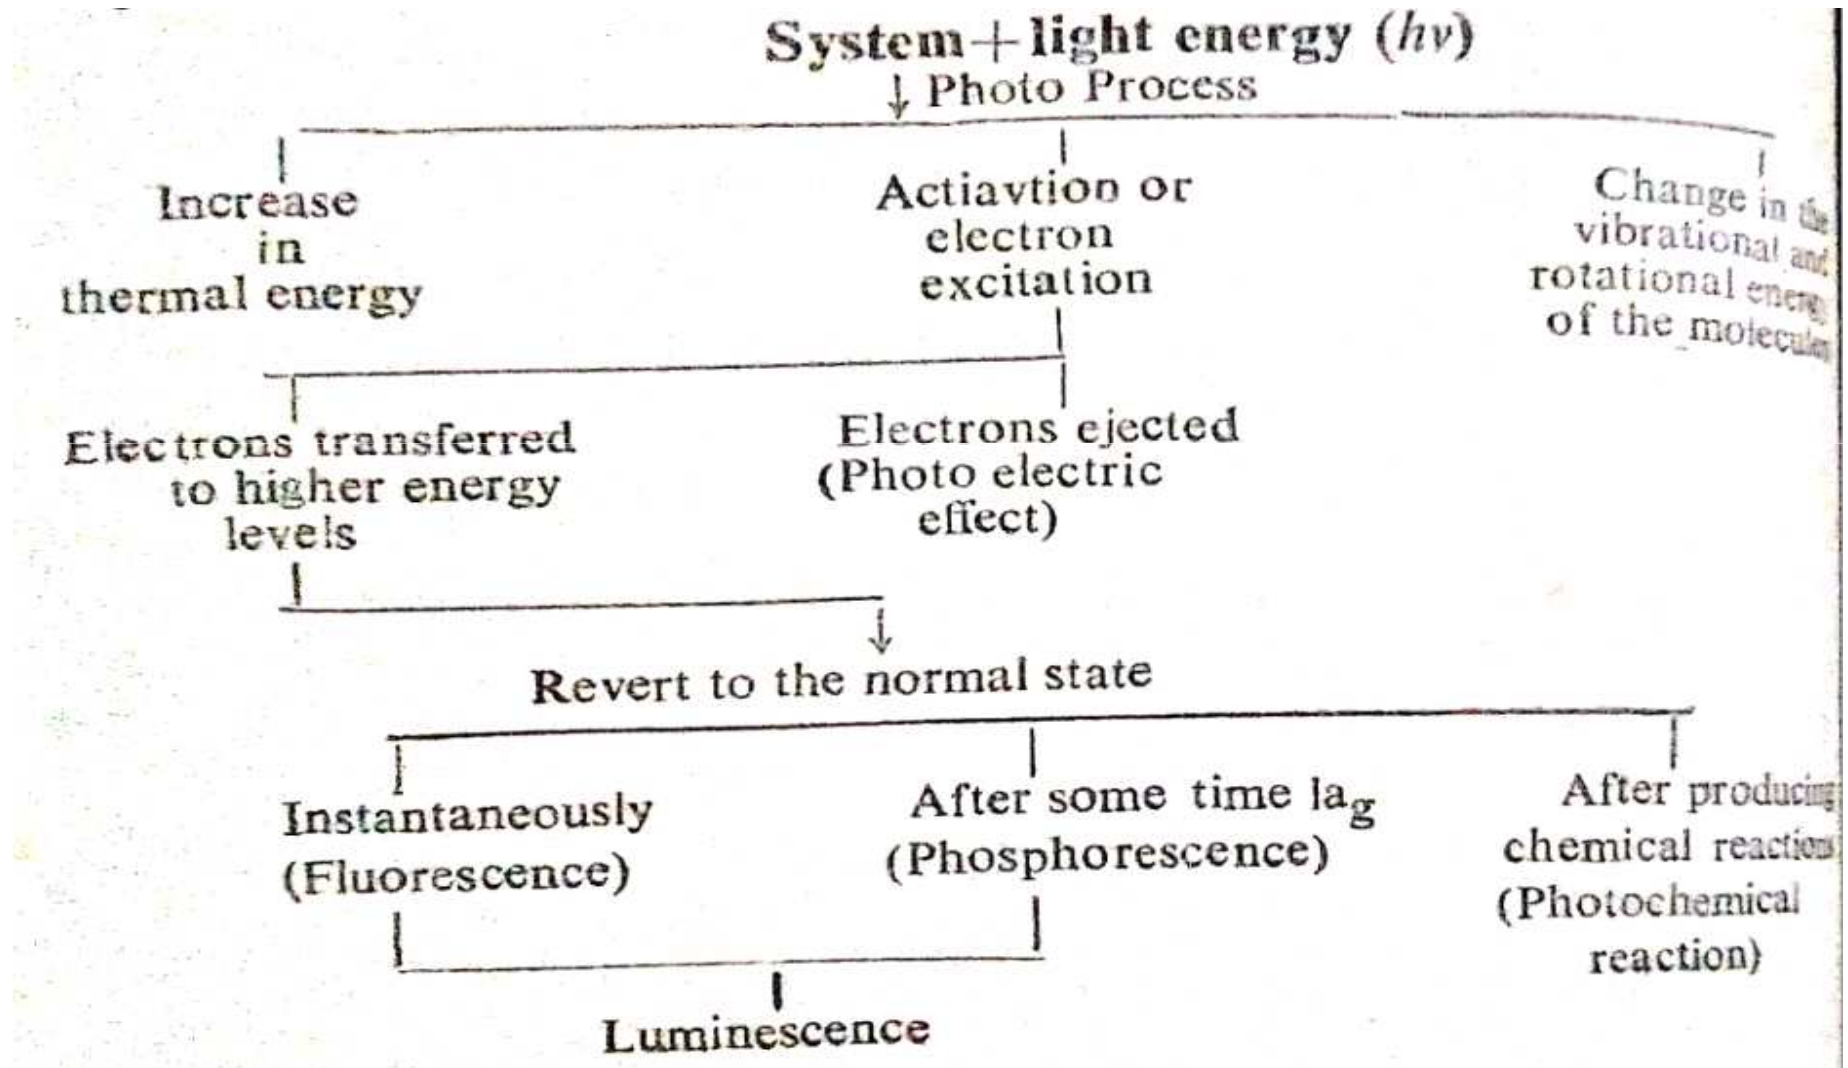 System+light energy (hv)
↓ Photo Process
Increase
in
thermal energy
Actiavtion or
electron
excitation
Change in the
vibrational and
rotational energy
of the molecules
Electrons transferred
to higher energy
levels
Electrons ejected
(Photo electric
effect)
Revert to the normal state
Instantaneously
(Fluorescence)
After some time lag
(Phosphorescence)
After producing
chemical reactions
(Photochemical
reaction)
Luminescence